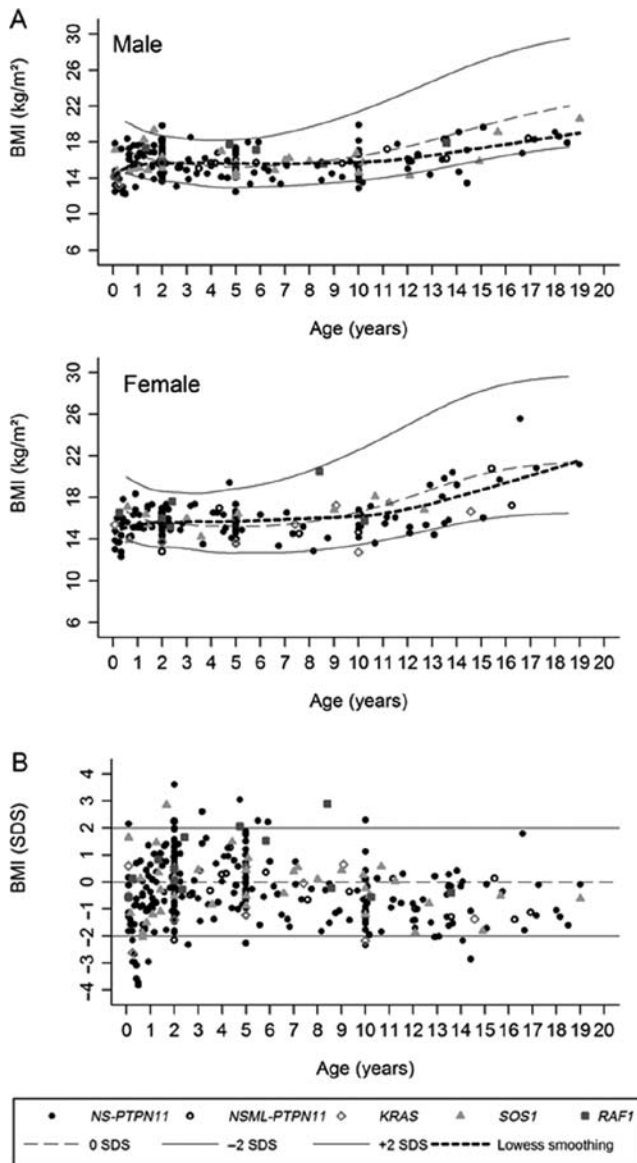 A
Male
BMI (kg/m²)
30
26
22
18
14
10
6
0 1 2 3 4 5 6 7 8 9 10 11 12 13 14 15 16 17 18 19 20
Age (years)
Female
BMI (kg/m²)
30
26
22
18
14
10
6
0 1 2 3 4 5 6 7 8 9 10 11 12 13 14 15 16 17 18 19 20
Age (years)
B
BMI (SDS)
4
3
2
1
0
−1
−2
−3
−4
0 1 2 3 4 5 6 7 8 9 10 11 12 13 14 15 16 17 18 19 20
Age (years)
NS-PTPN11 NSML-PTPN11 KRAS SOS1 RAF1
0 SDS −2 SDS +2 SDS Lowess smoothing